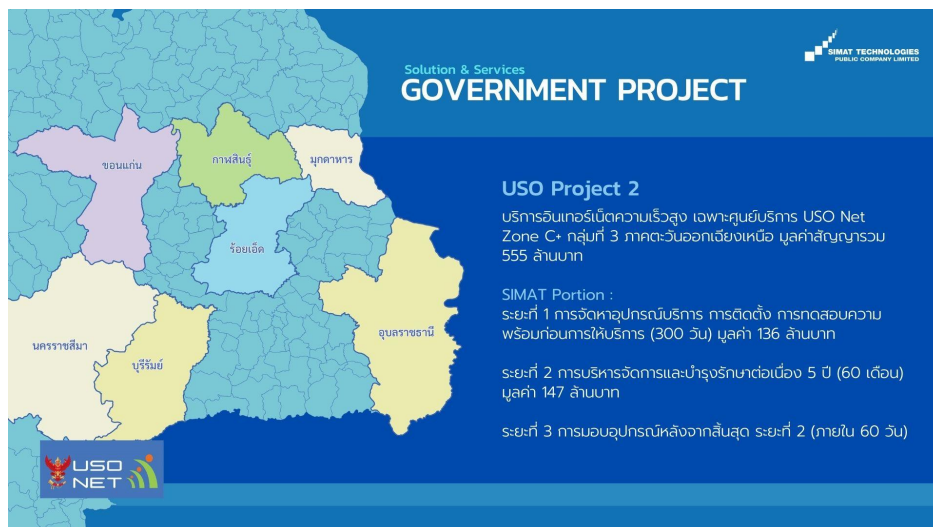 SIMAT TECHNOLOGIES
PUBLIC COMPANY LIMITED
Solution & Services
GOVERNMENT PROJECT
ขอนแก่น
กาฬสินธุ์
มุกดาหาร
ร้อยเอ็ด
นครราชสีมา
บุรีรัมย์
อุบลราชธานี
USO Project 2
บริการอินเทอร์เน็ตความเร็วสูง เฉพาะศูนย์บริการ USO Net
Zone C+ กลุ่มที่ 3 ภาคตะวันออกเฉียงเหนือ มูลค่าสัญญารวม
555 ล้านบาท
SIMAT Portion :
ระยะที่ 1 การจัดหาอุปกรณ์บริการ การติดตั้ง การทดสอบความ
พร้อมก่อนการให้บริการ (300 วัน) มูลค่า 136 ล้านบาท
ระยะที่ 2 การบริหารจัดการและบำรุงรักษาต่อเนื่อง 5 ปี (60 เดือน)
มูลค่า 147 ล้านบาท
ระยะที่ 3 การมอบอุปกรณ์หลังจากสิ้นสุด ระยะที่ 2 (ภายใน 60 วัน)
USO
NET